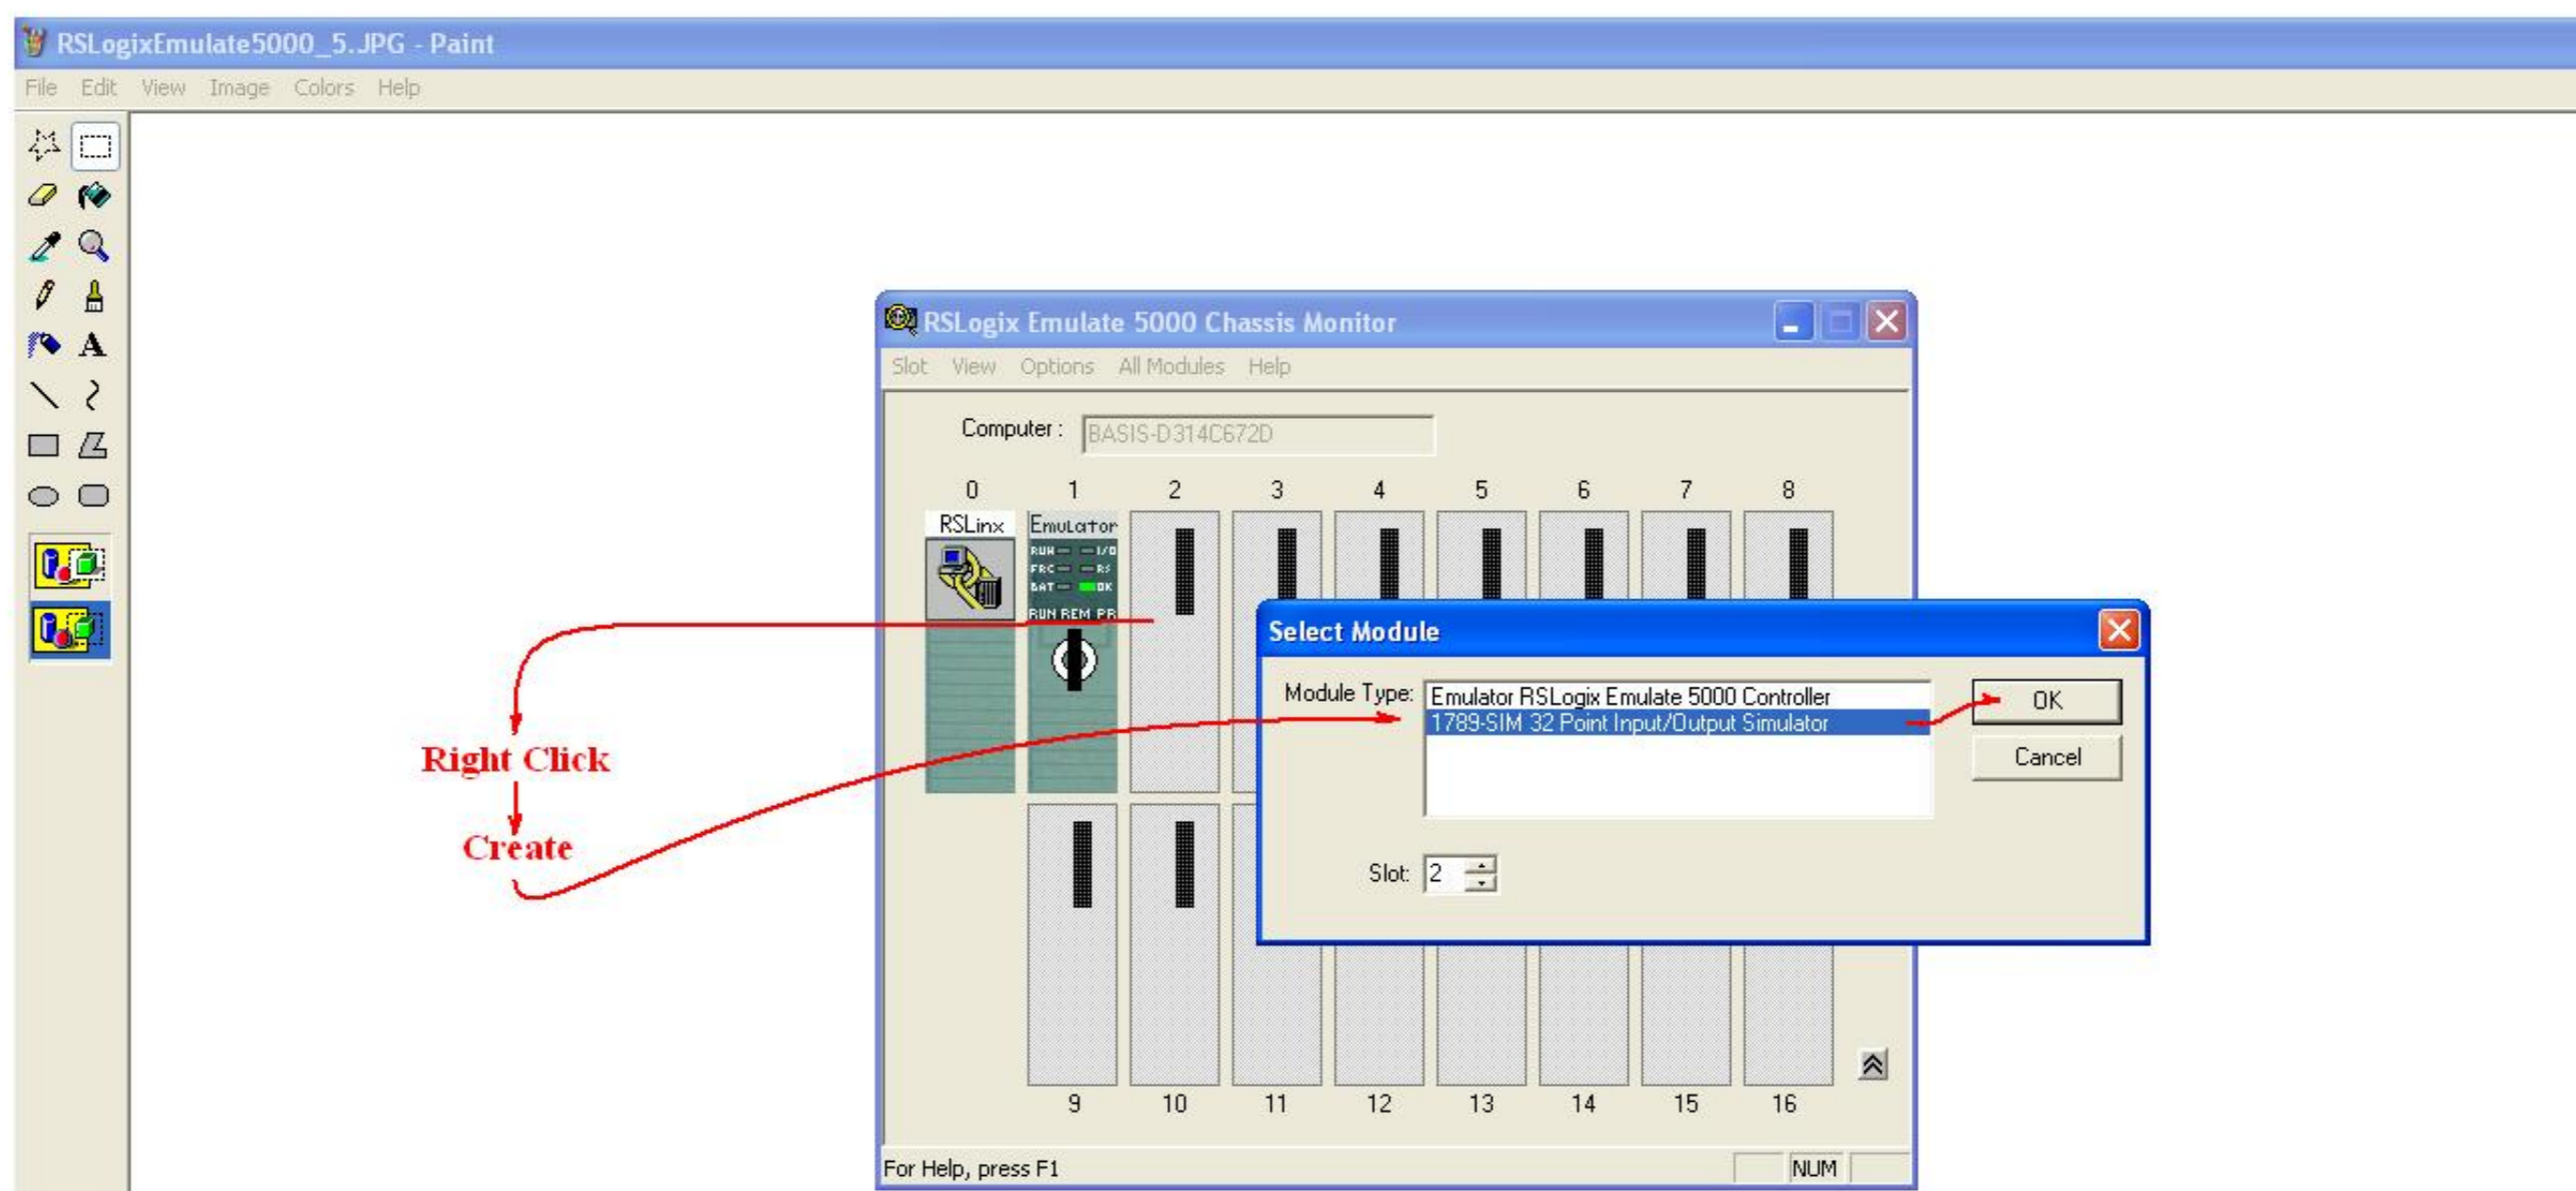 RSLogixEmulate5000_5.JPG - Paint
File Edit View Image Colors Help
A
RSLogix Emulate 5000 Chassis Monitor
Slot View Options All Modules Help
Computer : BASIS-D314C672D
0 1 2 3 4 5 6 7 8
RSLinx Emulator
RUN I/O
FRC RS
BAT OK
RUN REM PR
Select Module
Module Type: Emulator RSLogix Emulate 5000 Controller
1789-SIM 32 Point Input/Output Simulator
OK
Cancel
Slot: 2
Right Click
Create
9 10 11 12 13 14 15 16
For Help, press F1
NUM